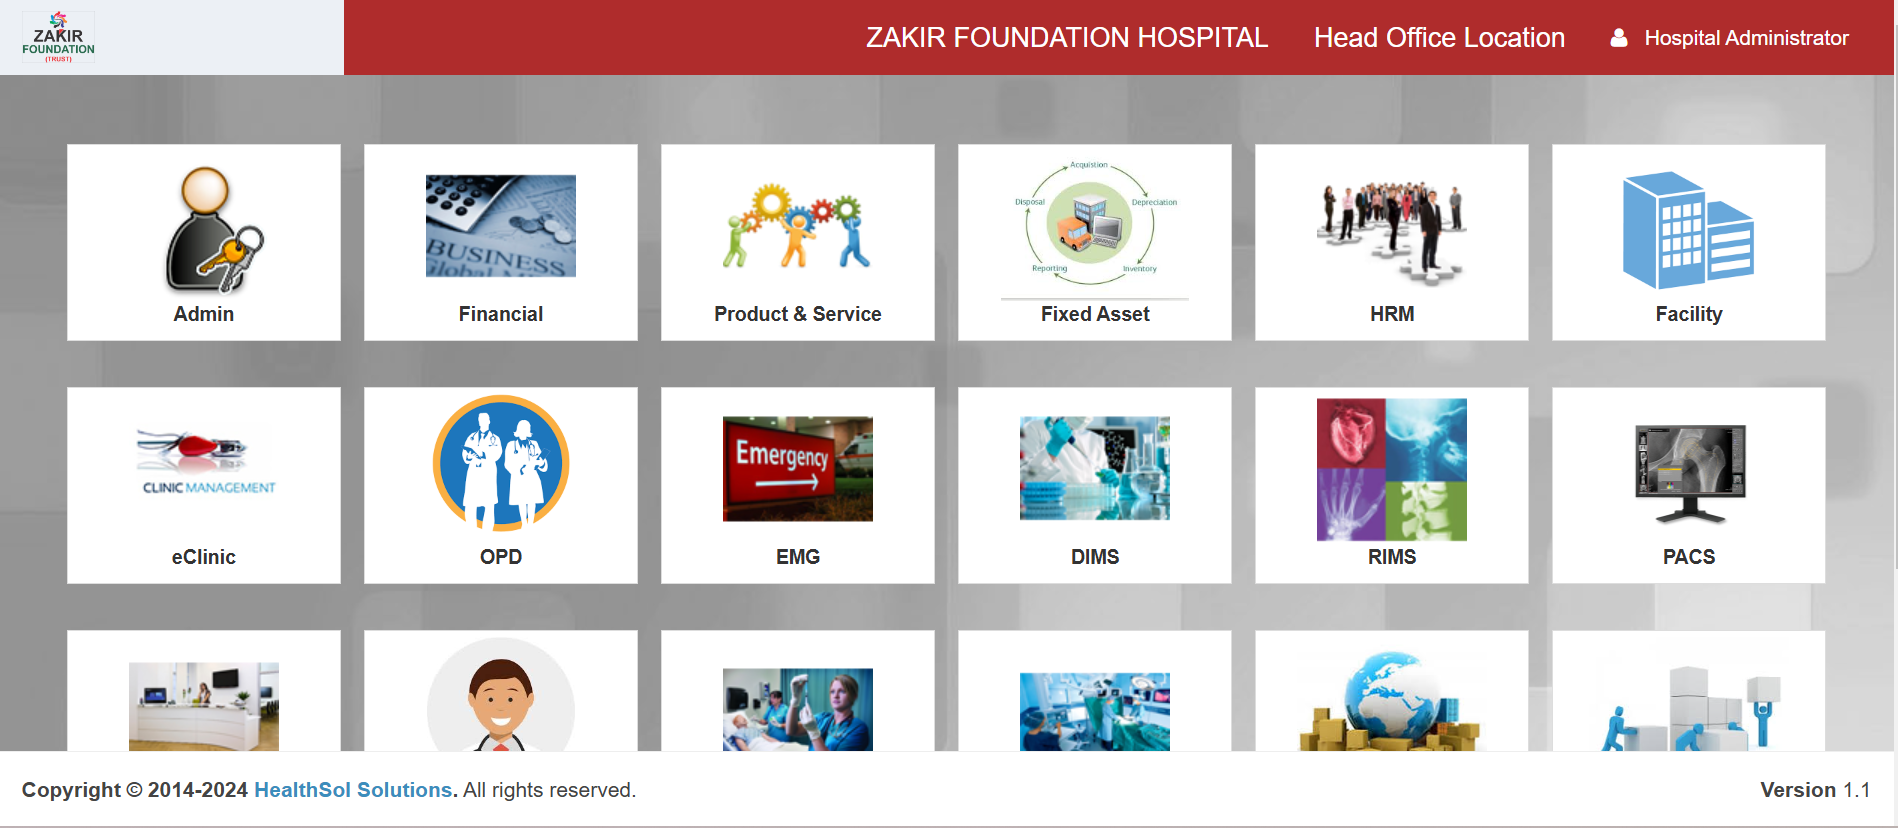 ZAKIR
FOUNDATION
(TRUST)
ZAKIR FOUNDATION HOSPITAL
Head Office Location
Hospital Administrator
BUSINESS
Global
Acquistion
Disposal
Depreciation
Reporting
Inventory
Admin
Financial
Product & Service
Fixed Asset
HRM
Facility
CLINIC MANAGEMENT
Emergency
eClinic
OPD
EMG
DIMS
RIMS
PACS
Copyright © 2014-2024 HealthSol Solutions. All rights reserved.
Version 1.1